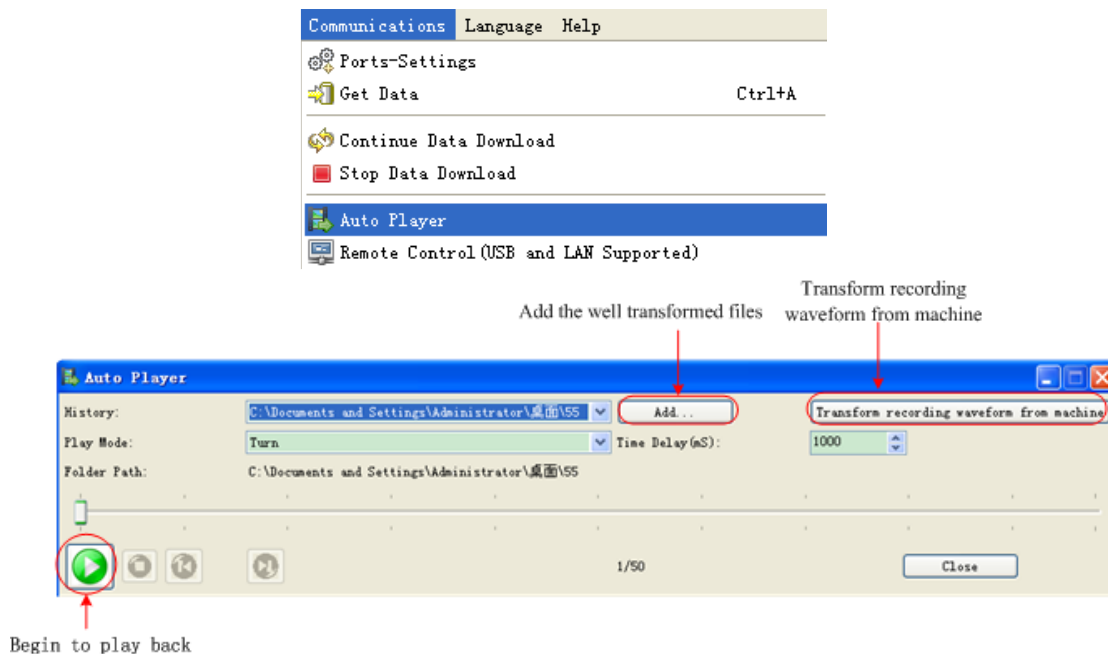 Communications Language Help
Ports-Settings
Get Data Ctrl+A
Continue Data Download
Stop Data Download
Auto Player
Remote Control(USB and LAN Supported)
Add the well transformed files
Transform recording
waveform from machine
Auto Player
History: C:\Documents and Settings\Administrator\桌面\55 Add... Transform recording waveform from machine
Play Mode: Turn Time Delay(mS): 1000
Folder Path: C:\Documents and Settings\Administrator\桌面\55
1/50 Close
Begin to play back